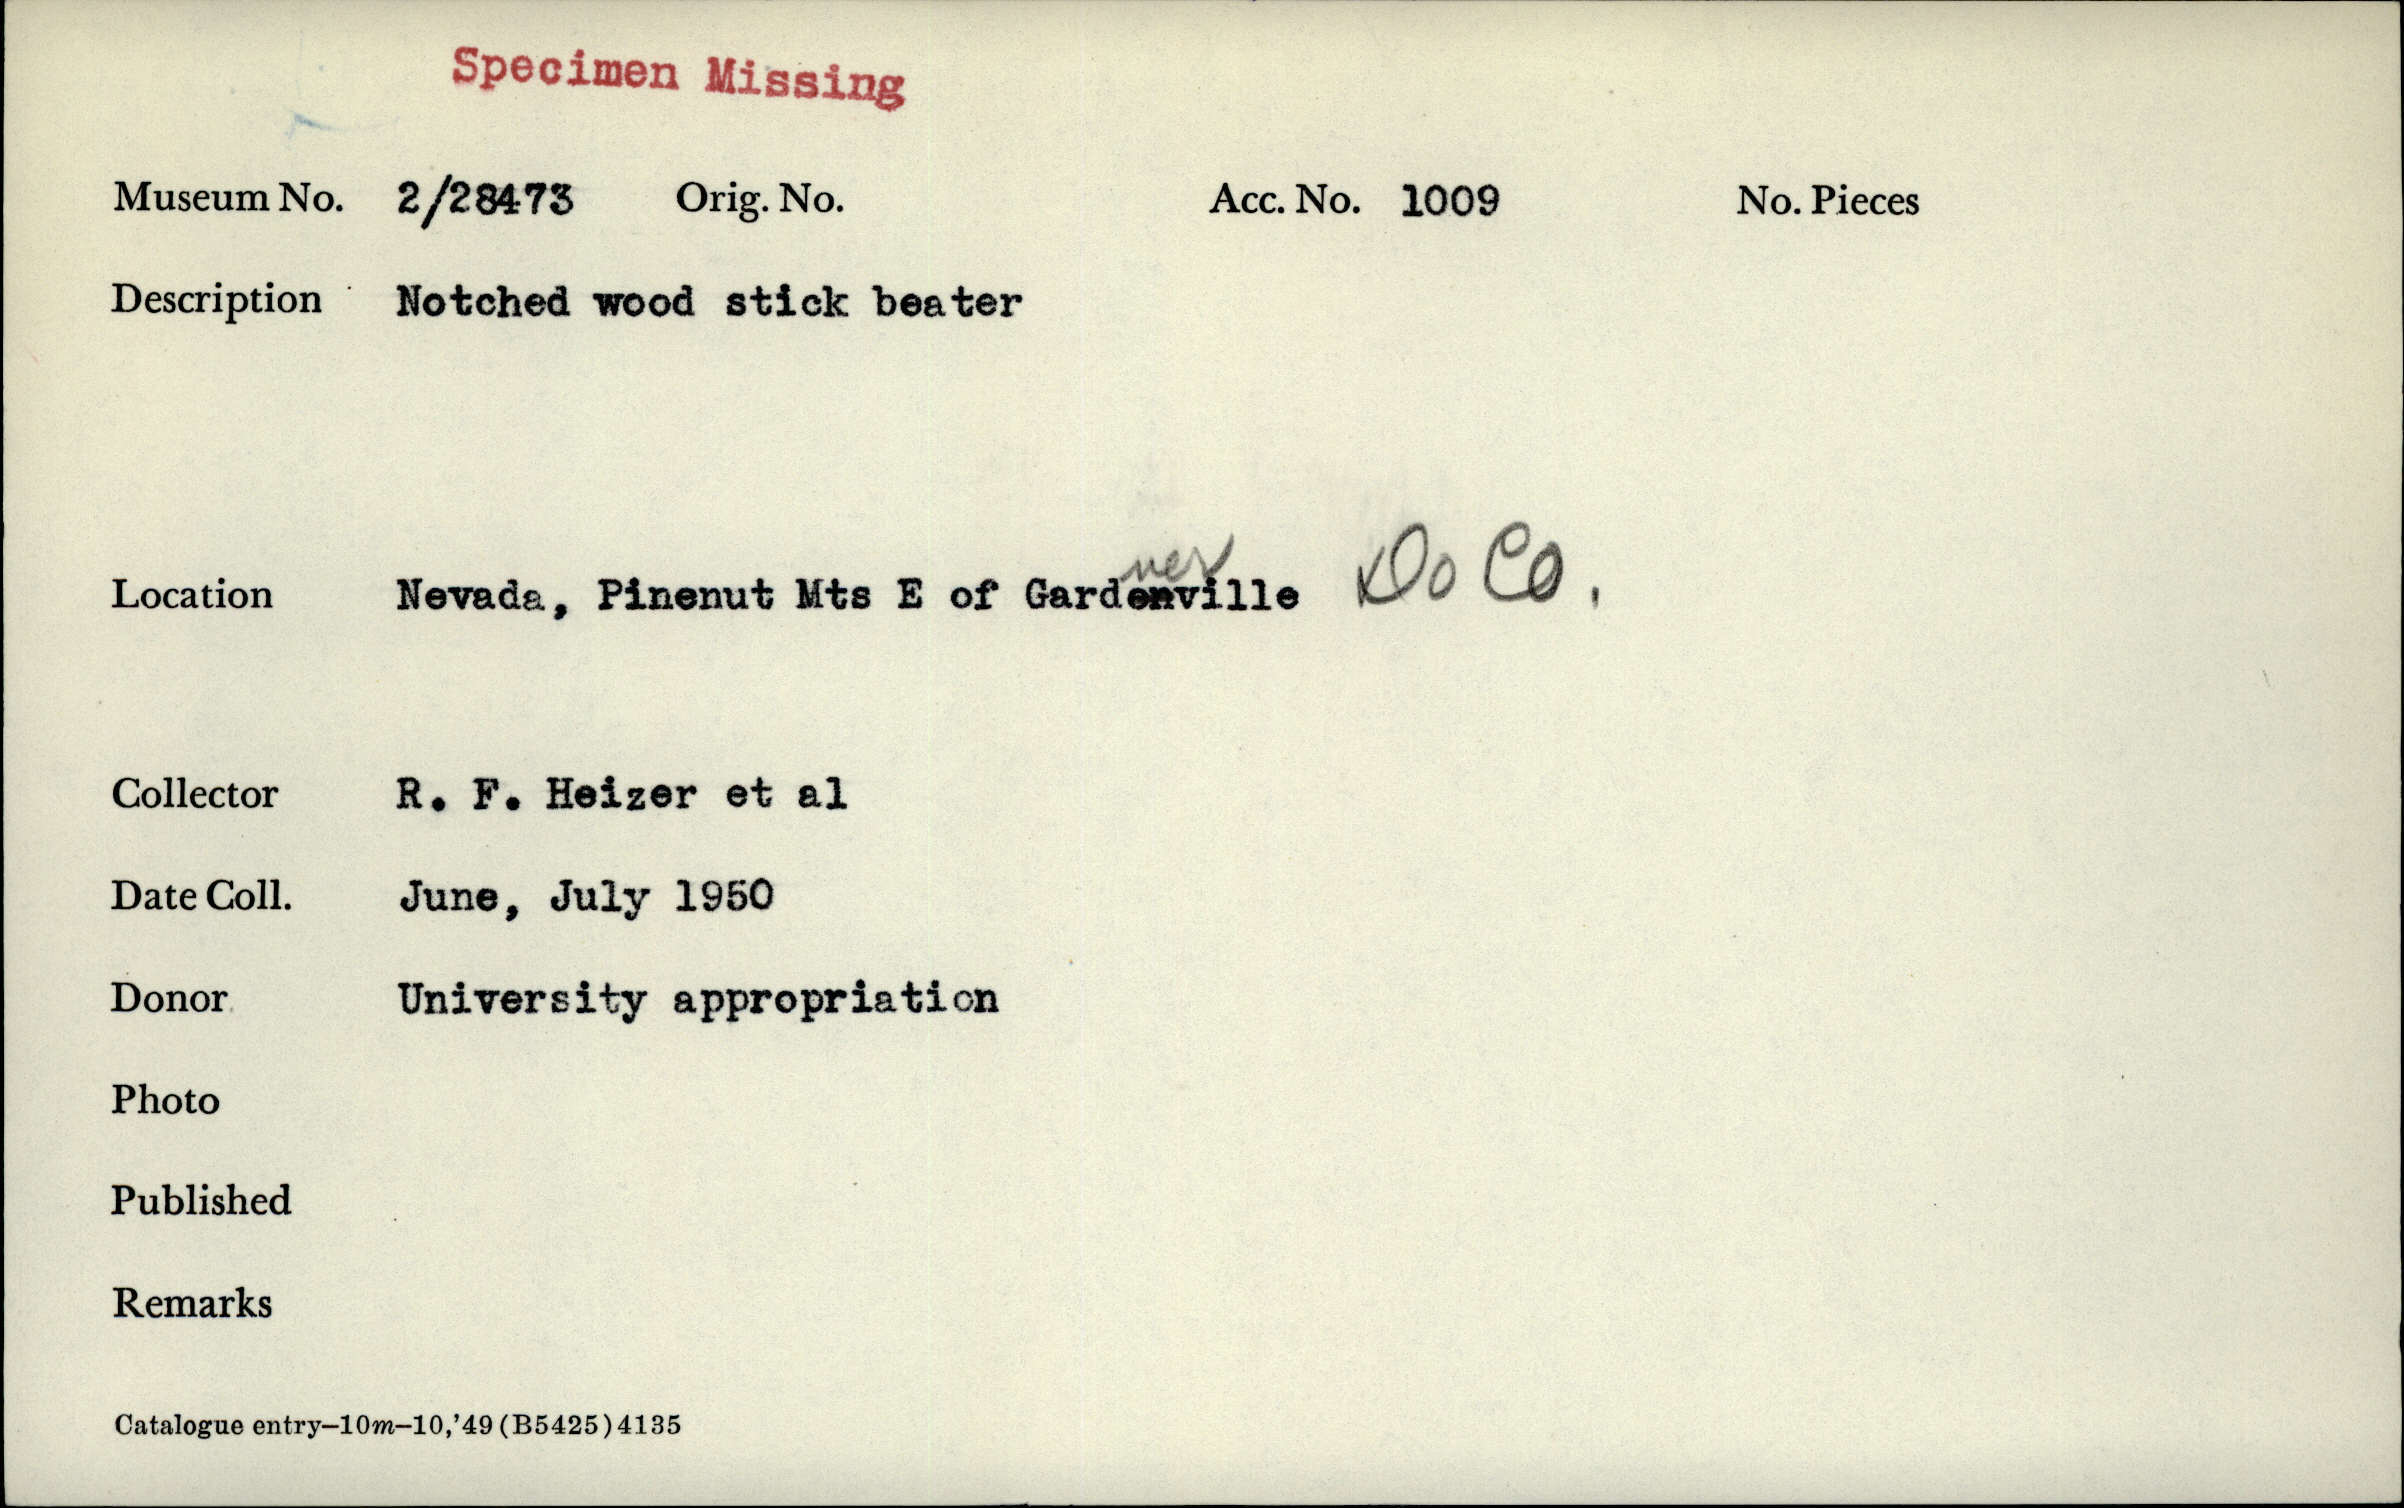 Specimen Missing
Museum No. 2/28473 Orig. No. Acc. No. 1009 No. Pieces
Description Notched wood stick beater
ner
Location Nevada, Pinenut Mts E of Gardenville Do Co.
Collector R. F. Heizer et al
Date Coll. June, July 1950
Donor University appropriation
Photo
Published
Remarks
Catalogue entry—10m—10,'49 (B5425) 4135